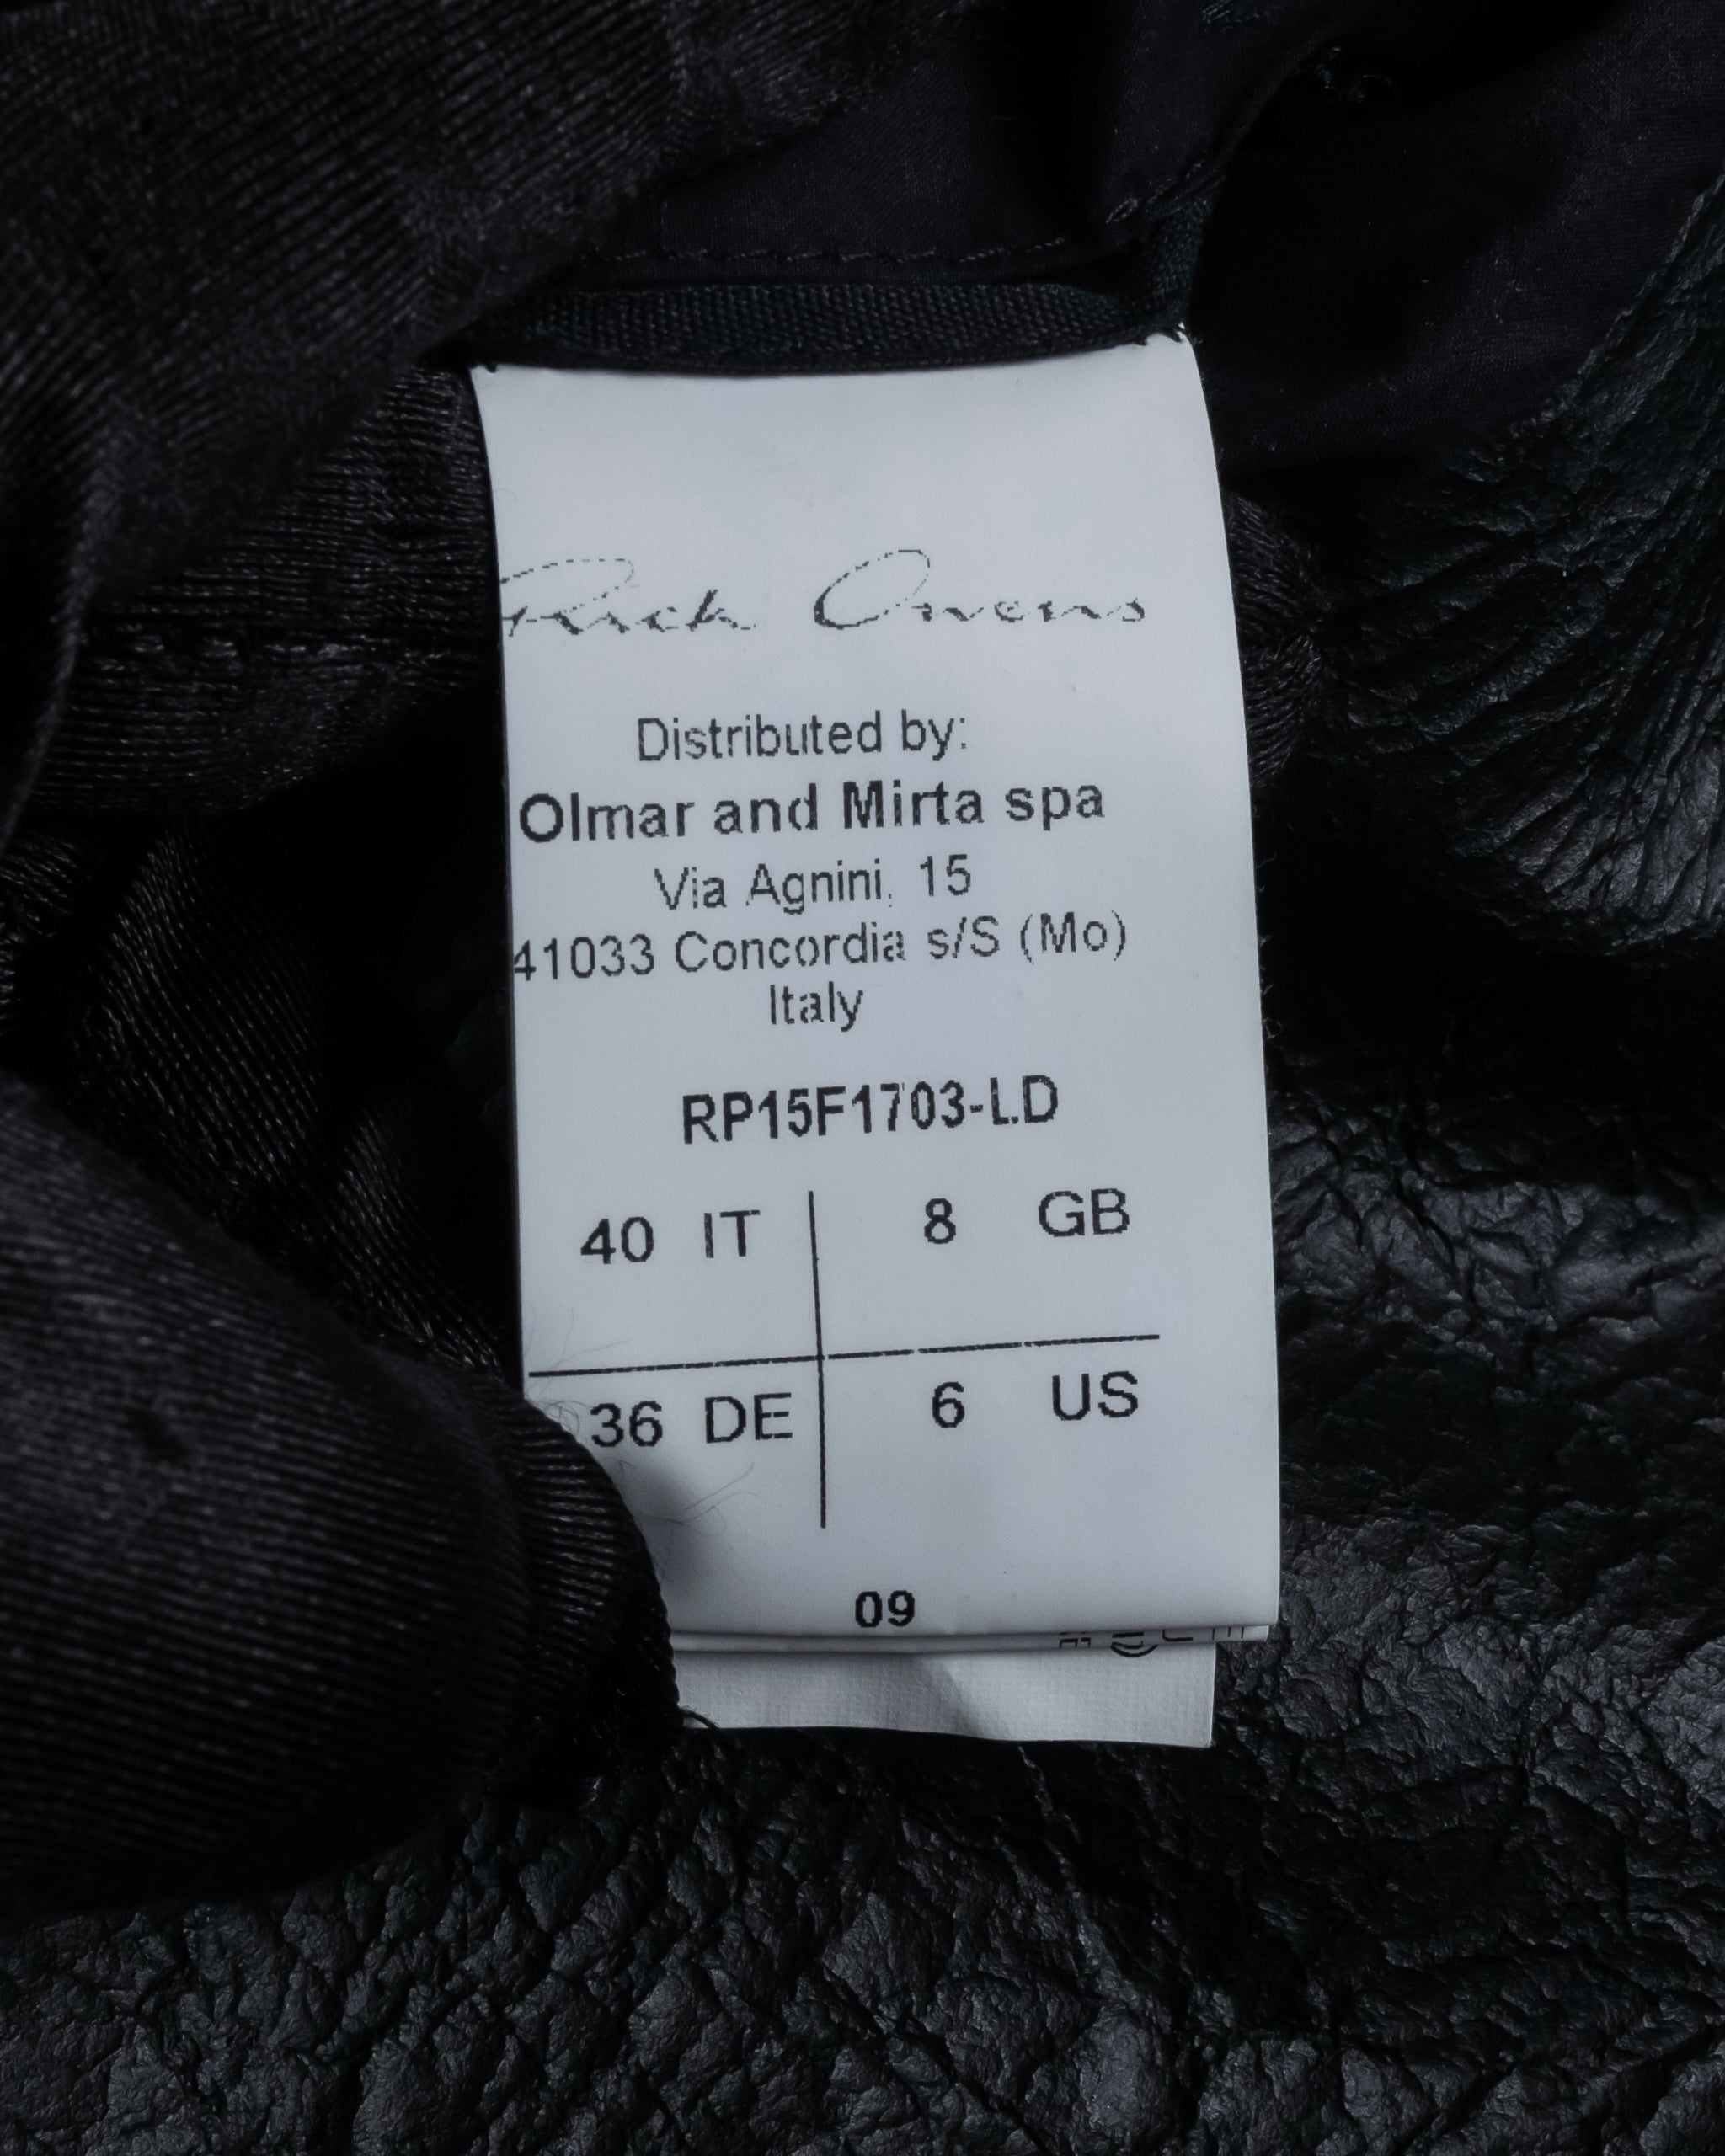 Rick Owens
Distributed by:
Olmar and Mirta spa
Via Agnini, 15
41033 Concordia s/S (Mo)
Italy
RP15F1703-LD
40 IT 8 GB
36 DE 6 US
09